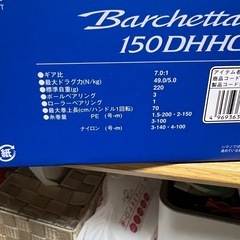 Barchetta
150DHHG
●ギア比 7.0:1
●最大ドラグ力(N/kg) 49.0/5.0
●標準自重(g) 220
●ボールベアリング 3
●ローラーベアリング 1
●最大巻上長(cm/ハンドル1回転) 70
●糸巻量 PE (号-m) 1.5-200・2-150
3-100
ナイロン (号-m) 3-140・4-100
アイテム
商品コード
製品コード
4 969363
紙